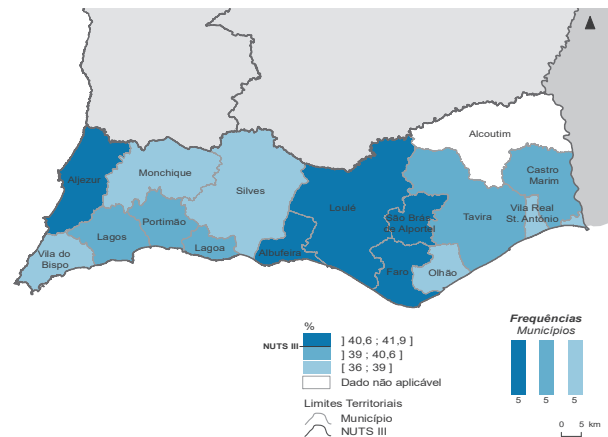 Alcoutim
Aljezur
Monchique
Silves
Loulé
Castro
Marim
São Brás
de Alportel
Tavira
Vila Real
St. António
Portimão
Lagos
Lagoa
Albufeira
Faro
Olhão
Vila do
Bispo
%
NUTS III
] 40,6 ; 41,9 ]
] 39 ; 40,6 ]
[ 36 ; 39 ]
Dado não aplicável
Limites Territoriais
Município
NUTS III
Frequências
Municípios
5 5 5
0 5 km